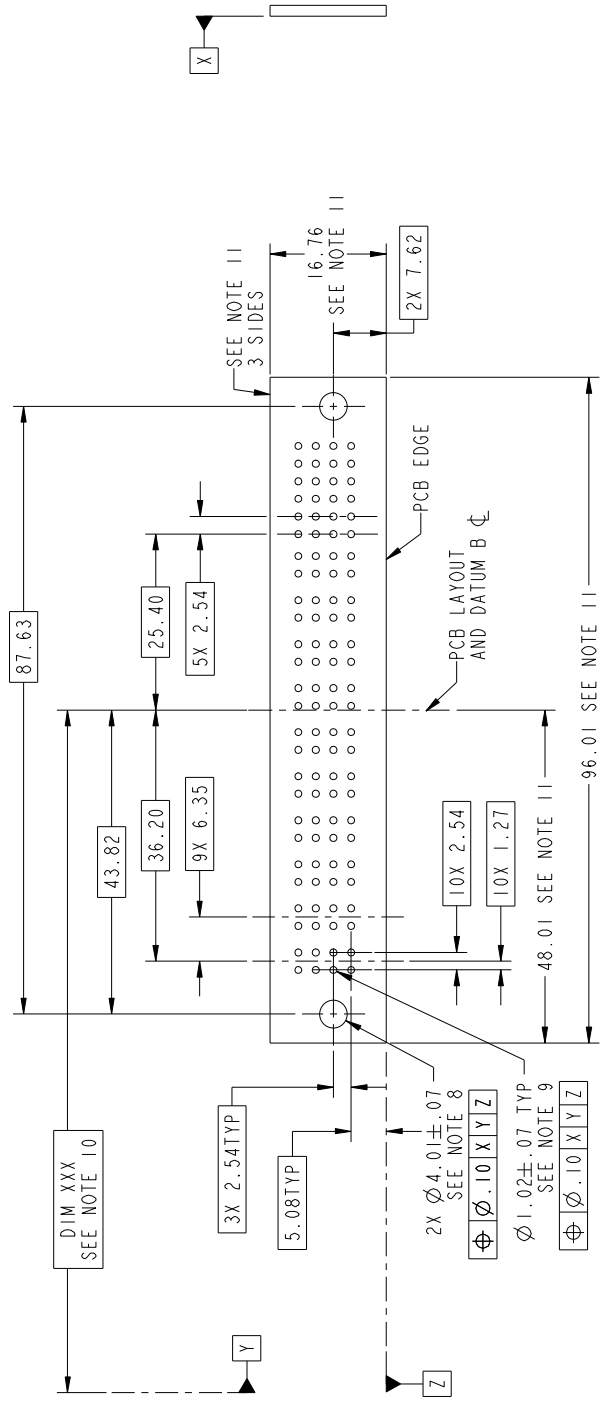 X
SEE NOTE 11
3 SIDES
16.76
SEE NOTE 11
2X 7.62
87.63
25.40
5X 2.54
43.82
36.20
9X 6.35
PCB EDGE
PCB LAYOUT
AND DATUM B ℄
10X 2.54
10X 1.27
48.01 SEE NOTE 11
96.01 SEE NOTE 11
DIM XXX
SEE NOTE 10
3X 2.54TYP
5.08TYP
2X Ø4.01±.07
SEE NOTE 8
⌖ Ø.10 X Y Z
Ø1.02±.07 TYP
SEE NOTE 9
⌖ Ø.10 X Y Z
Y
Z